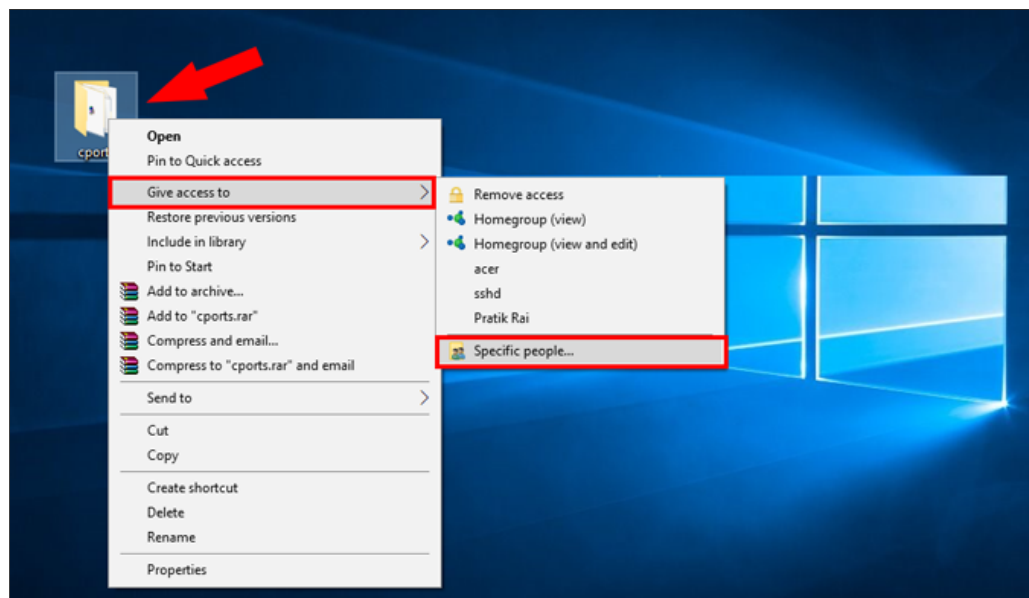 cport
Open
Pin to Quick access
Give access to
Restore previous versions
Include in library
Pin to Start
Add to archive...
Add to "cports.rar"
Compress and email...
Compress to "cports.rar" and email
Send to
Cut
Copy
Create shortcut
Delete
Rename
Properties
Remove access
Homegroup (view)
Homegroup (view and edit)
acer
sshd
Pratik Rai
Specific people...